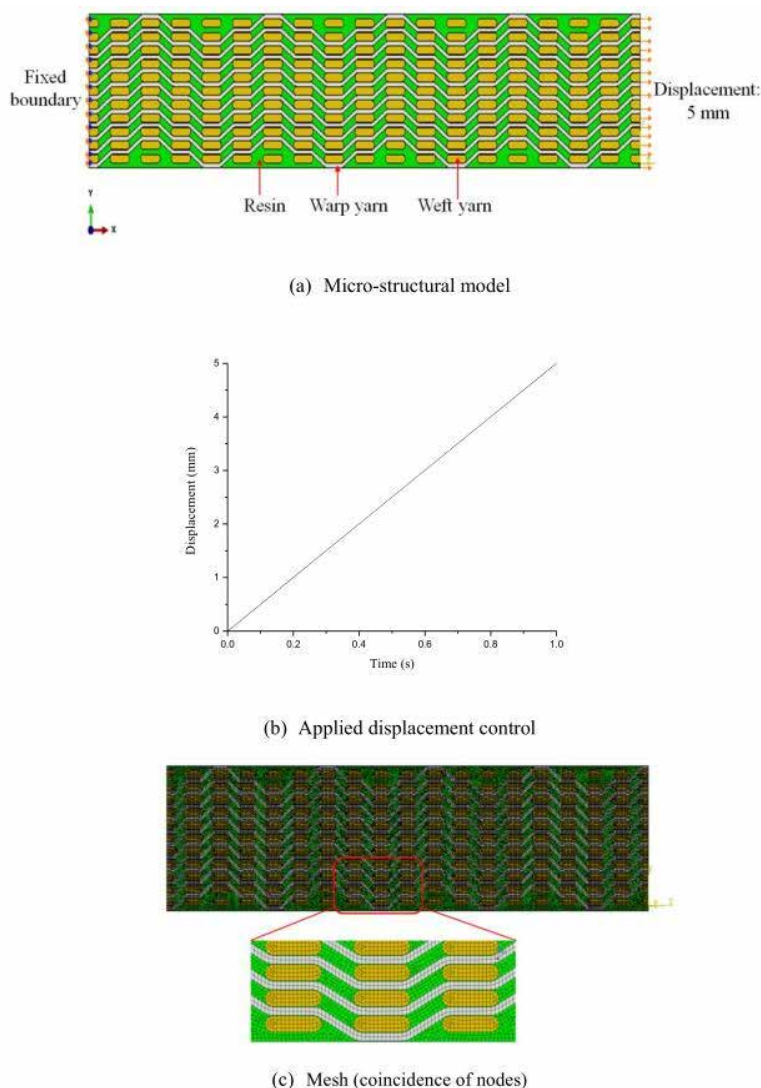 Fixed boundary
Displacement: 5 mm
Resin
Warp yarn
Weft yarn
Y
X
(a) Micro-structural model
5
4
3
2
1
0
Displacement (mm)
0.0 0.2 0.4 0.6 0.8 1.0
Time (s)
(b) Applied displacement control
(c) Mesh (coincidence of nodes)